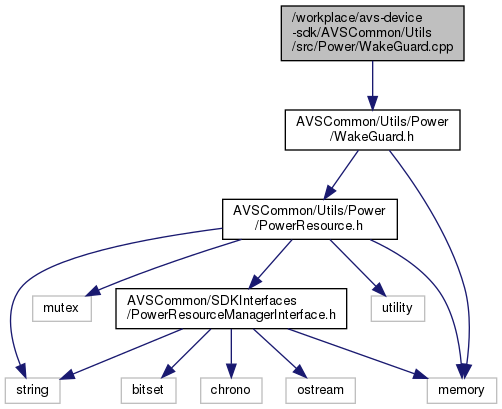 /workplace/avs-device
-sdk/AVSCommon/Utils
/src/Power/WakeGuard.cpp
AVSCommon/Utils/Power
/WakeGuard.h
AVSCommon/Utils/Power
/PowerResource.h
mutex
AVSCommon/SDKInterfaces
/PowerResourceManagerInterface.h
utility
string
bitset
chrono
ostream
memory